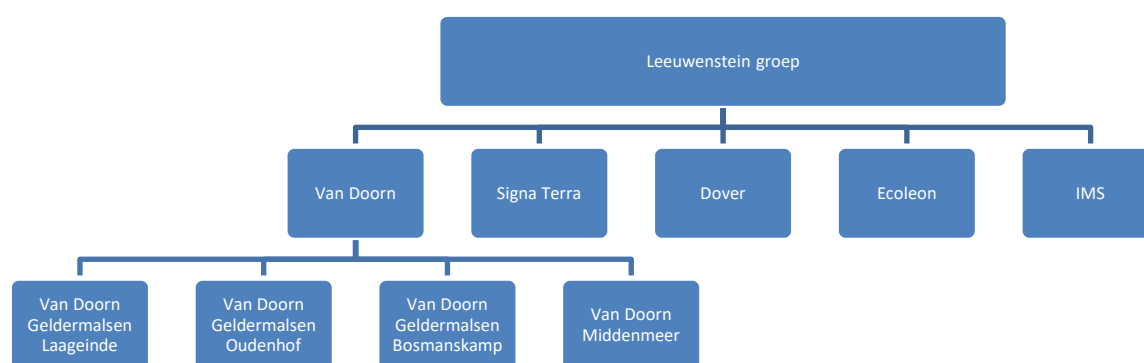 Leeuwenstein groep
Van Doorn
Signa Terra
Dover
Ecoleon
IMS
Van Doorn
Geldermalsen
Laageinde
Van Doorn
Geldermalsen
Oudenhof
Van Doorn
Geldermalsen
Bosmanskamp
Van Doorn
Middenmeer